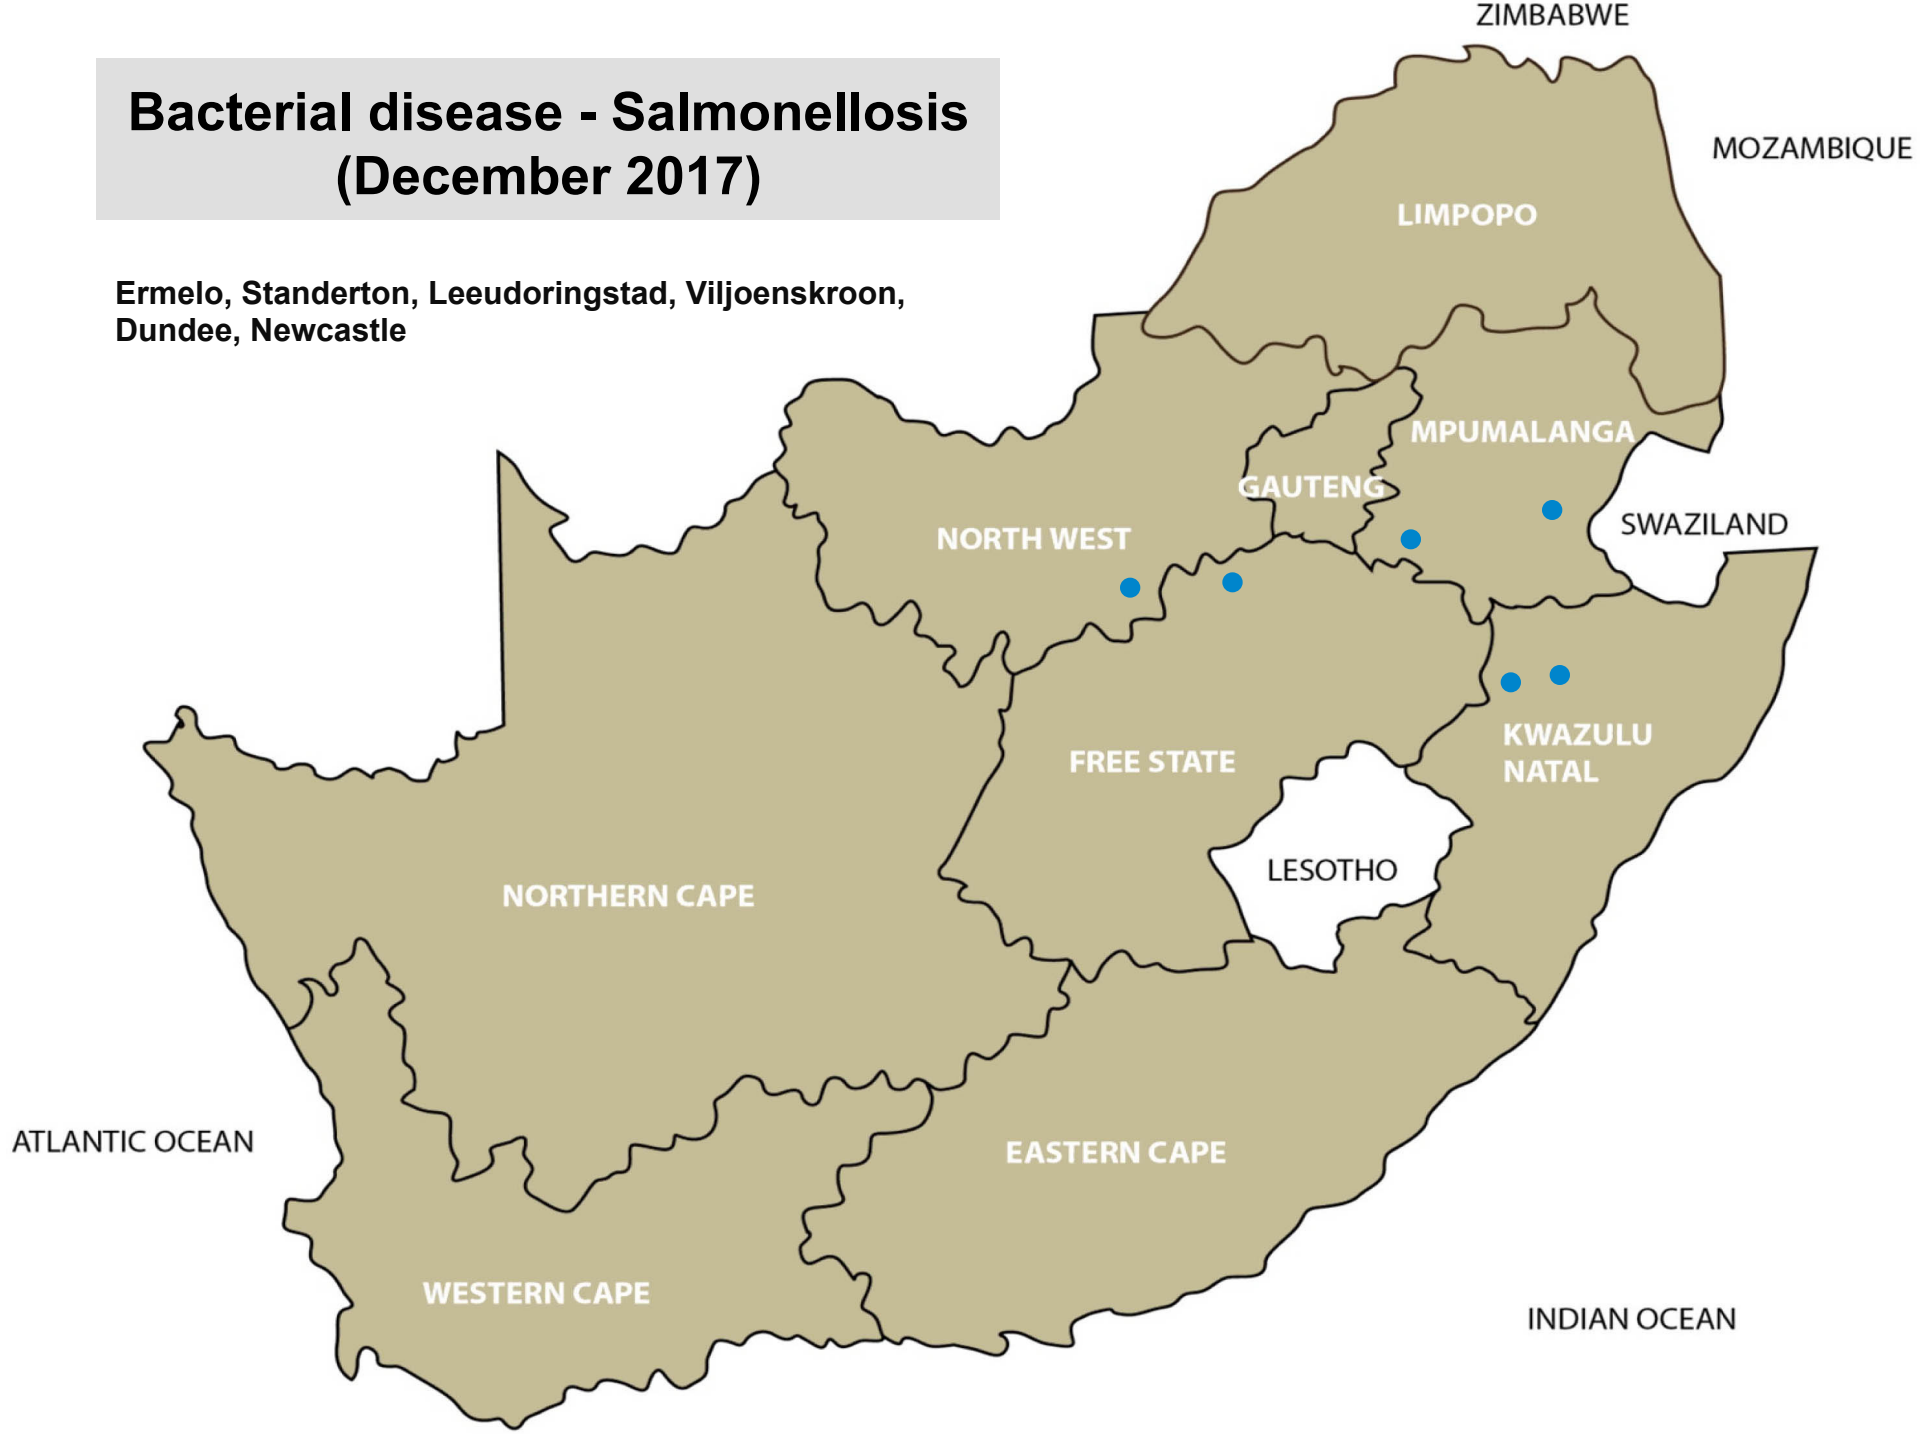 ZIMBABWE
Bacterial disease - Salmonellosis
(December 2017)
MOZAMBIQUE
LIMPOPO
Ermelo, Standerton, Leeudoringstad, Viljoenskroon,
Dundee, Newcastle
MPUMALANGA
GAUTENG
SWAZILAND
NORTH WEST
KWAZULU
NATAL
FREE STATE
LESOTHO
NORTHERN CAPE
ATLANTIC OCEAN
EASTERN CAPE
WESTERN CAPE
INDIAN OCEAN